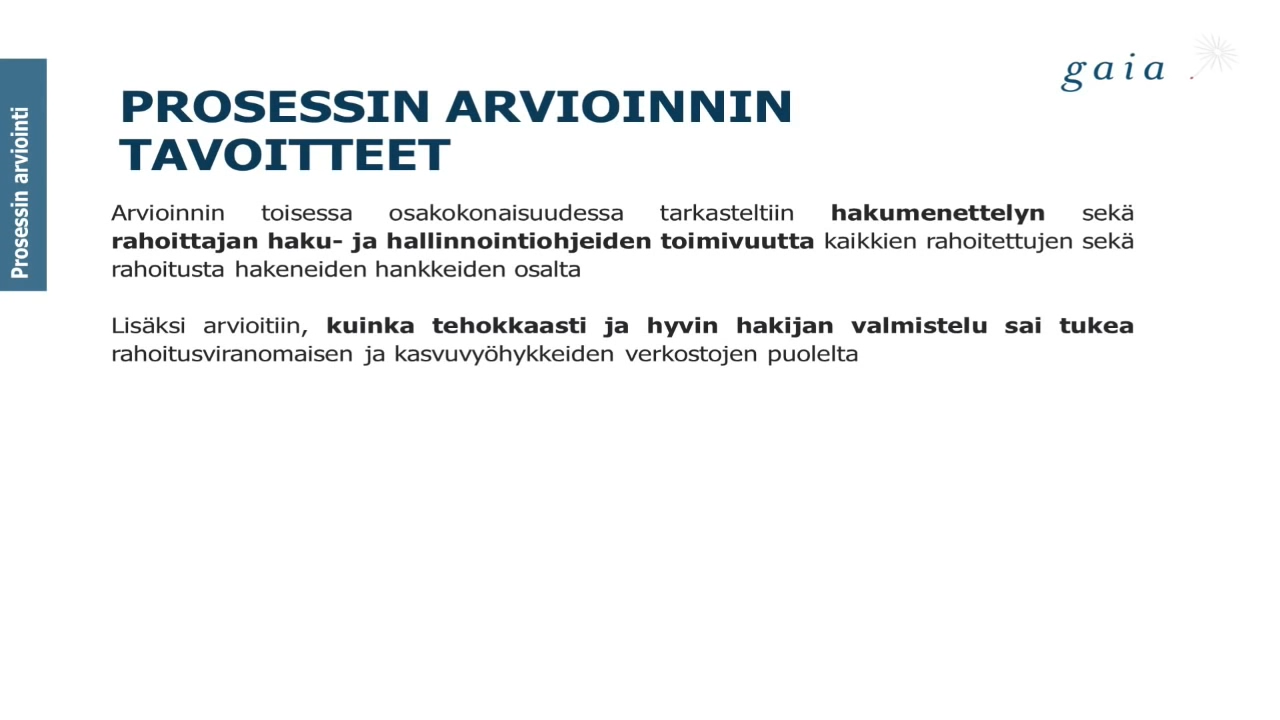 gaia
Prosessin arviointi
PROSESSIN ARVIOINNIN
TAVOITTEET
Arvioinnin toisessa osakokonaisuudessa tarkasteltiin hakumenettelyn sekä
rahoittajan haku- ja hallinnointiohjeiden toimivuutta kaikkien rahoitettujen sekä
rahoitusta hakeneiden hankkeiden osalta
Lisäksi arvioitiin, kuinka tehokkaasti ja hyvin hakijan valmistelu sai tukea
rahoitusviranomaisen ja kasvuvyöhykkeiden verkostojen puolelta